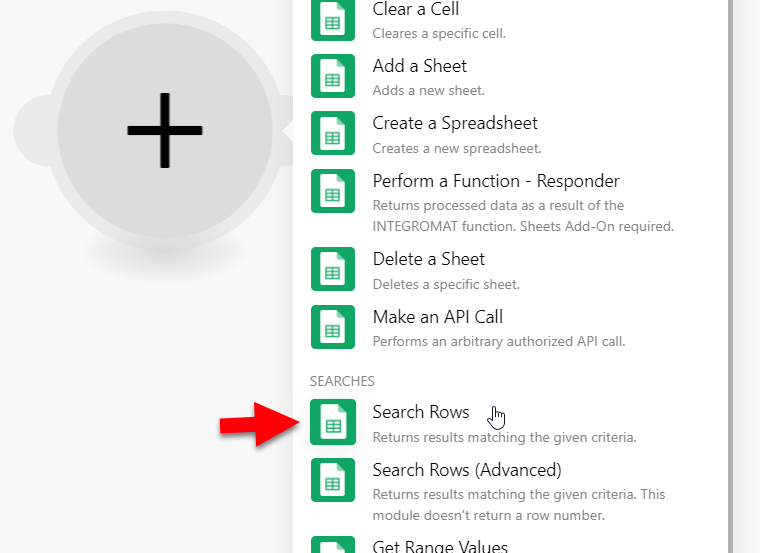 Clear a Cell
Cleares a specific cell.
Add a Sheet
Adds a new sheet.
Create a Spreadsheet
Creates a new spreadsheet.
Perform a Function - Responder
Returns processed data as a result of the
INTEGROMAT function. Sheets Add-On required.
Delete a Sheet
Deletes a specific sheet.
Make an API Call
Performs an arbitrary authorized API call.
SEARCHES
Search Rows
Returns results matching the given criteria.
Search Rows (Advanced)
Returns results matching the given criteria. This
module doesn't return a row number.
Get Range Values